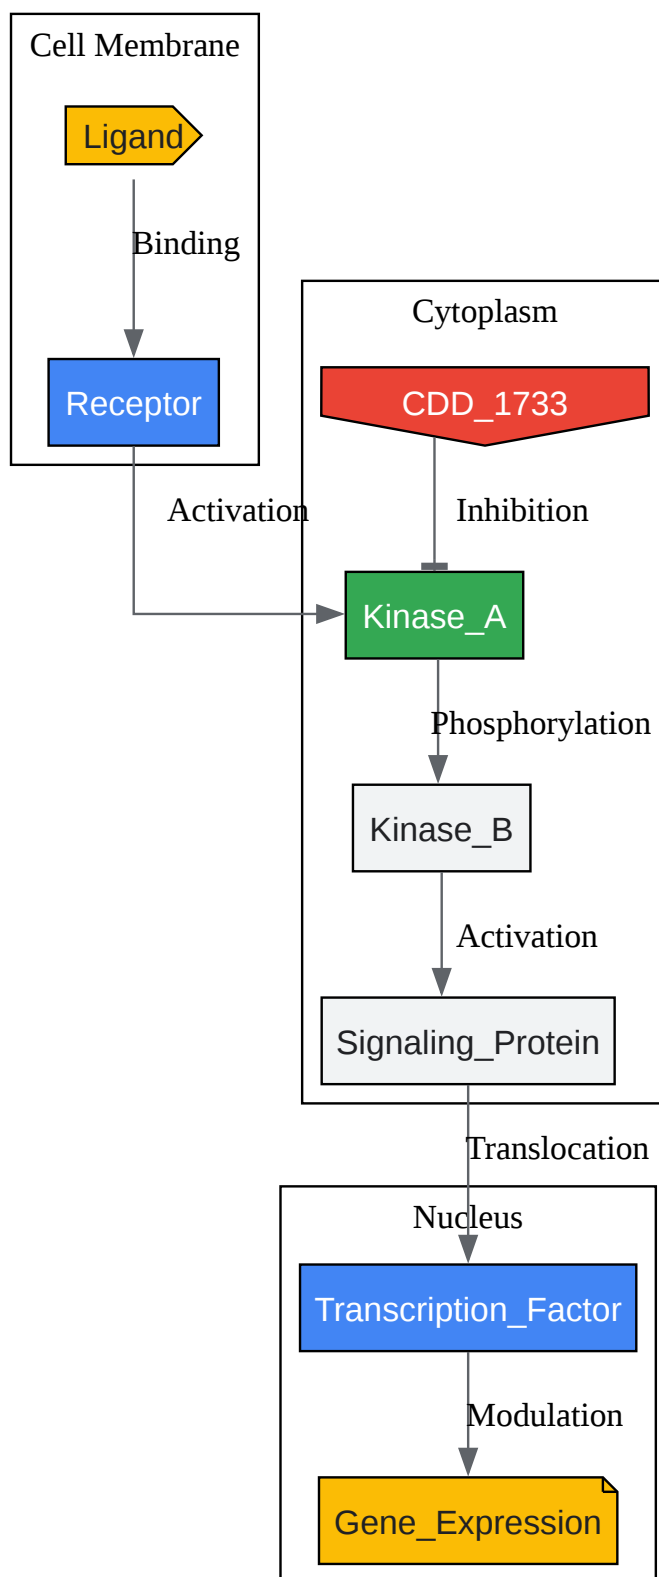 Cell Membrane
Ligand
Binding
Receptor
Cytoplasm
CDD_1733
Activation
Inhibition
Kinase_A
Phosphorylation
Kinase_B
Activation
Signaling_Protein
Translocation
Nucleus
Transcription_Factor
Modulation
Gene_Expression